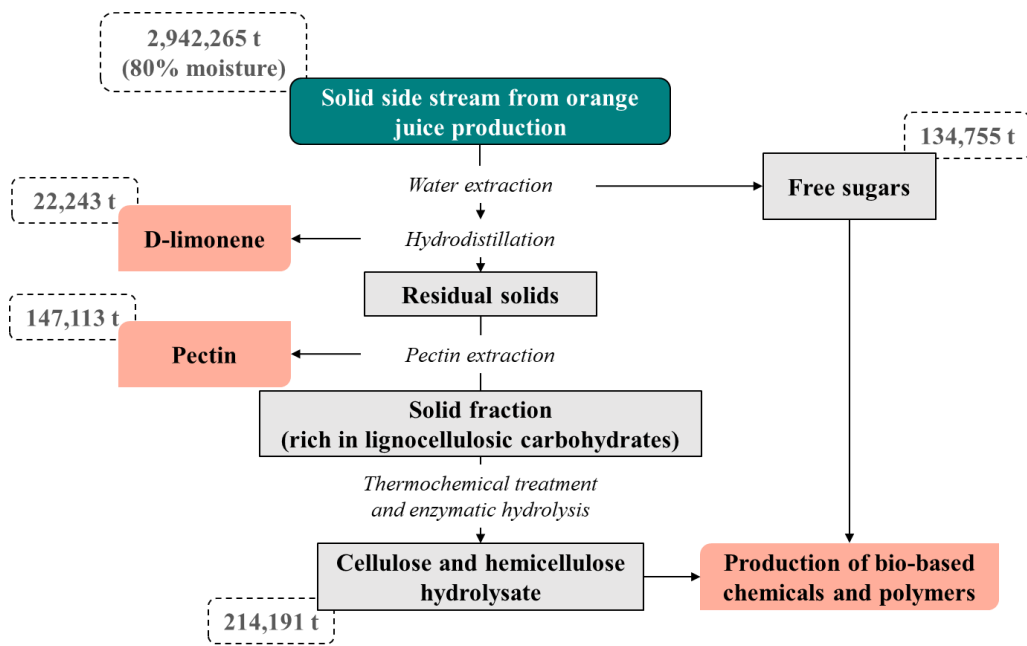 2,942,265 t
(80% moisture)
Solid side stream from orange
juice production
134,755 t
Water extraction
Free sugars
22,243 t
D-limonene
Hydrodistillation
Residual solids
147,113 t
Pectin
Pectin extraction
Solid fraction
(rich in lignocellulosic carbohydrates)
Thermochemical treatment
and enzymatic hydrolysis
Cellulose and hemicellulose
hydrolysate
Production of bio-based
chemicals and polymers
214,191 t